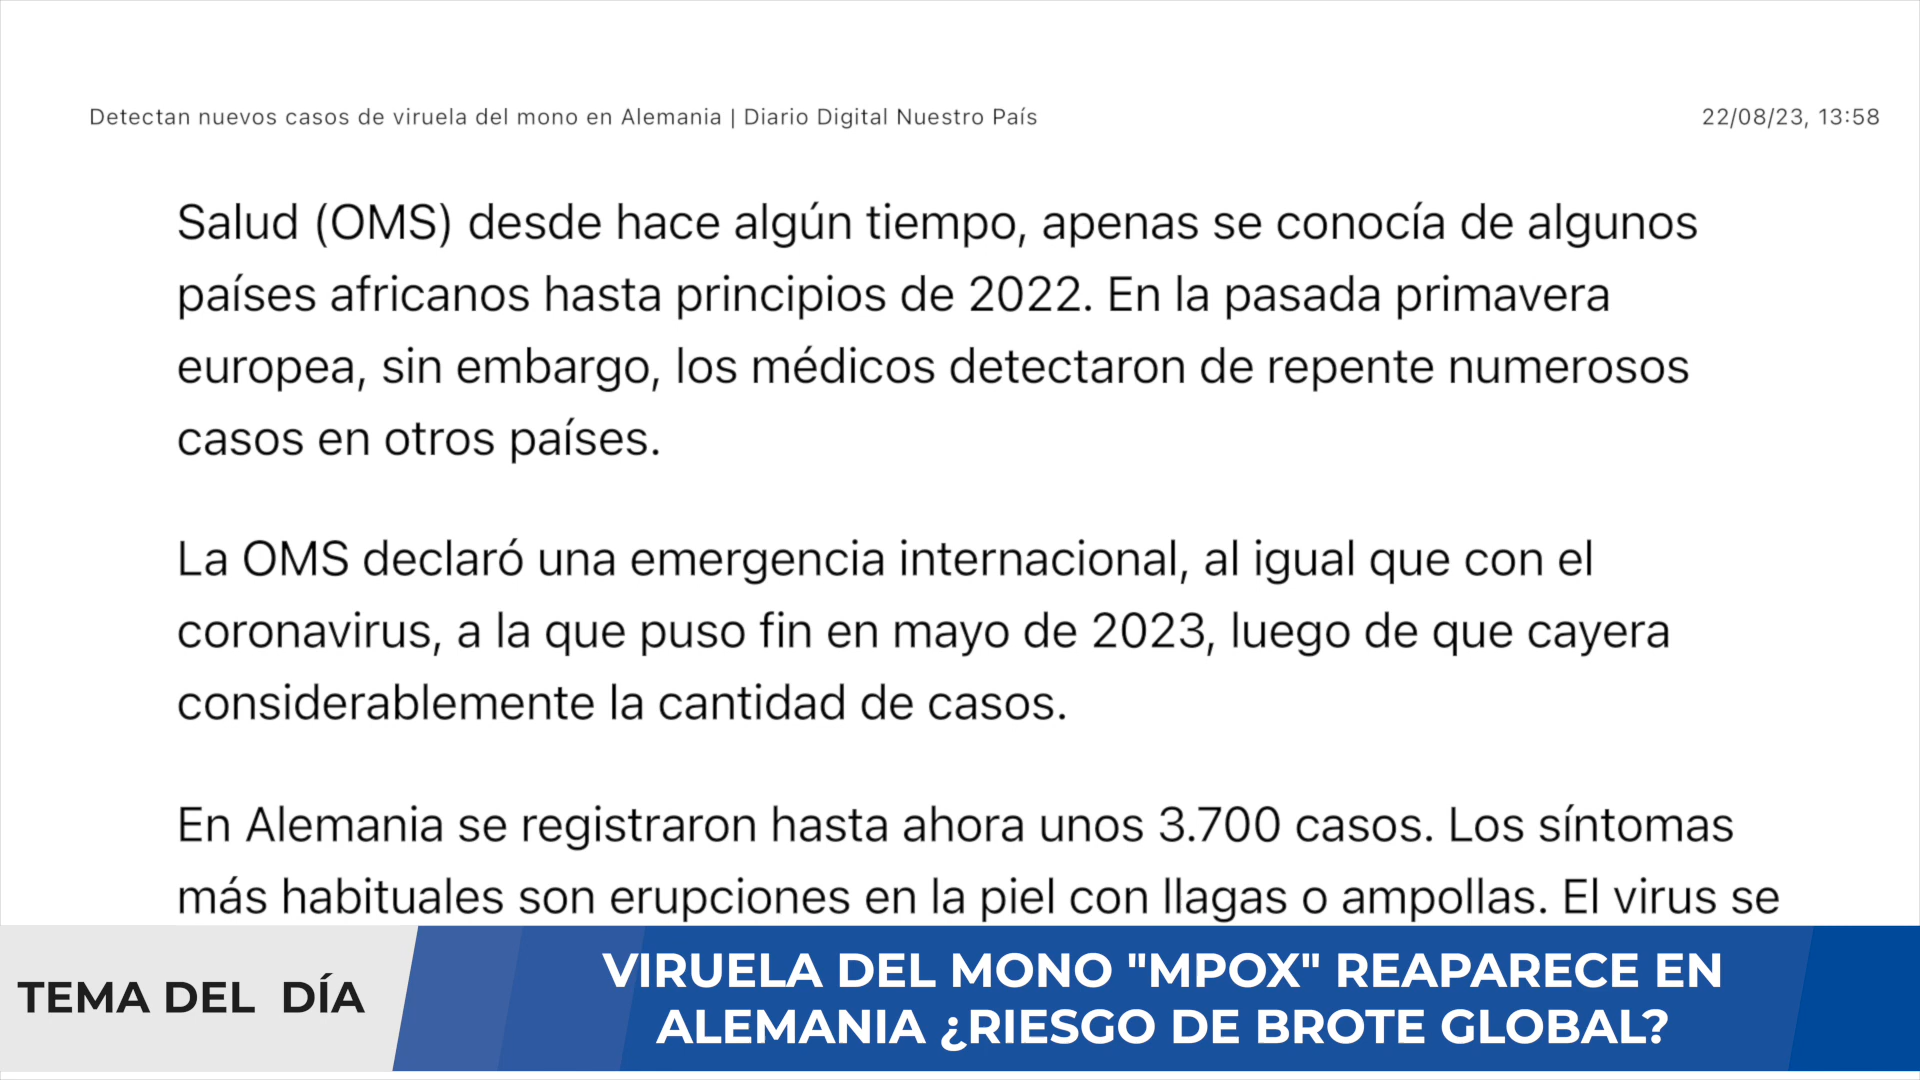 Detectan nuevos casos de viruela del mono en Alemania | Diario Digital Nuestro País
22/08/23, 13:58
Salud (OMS) desde hace algún tiempo, apenas se conocía de algunos
países africanos hasta principios de 2022. En la pasada primavera
europea, sin embargo, los médicos detectaron de repente numerosos
casos en otros países.
La OMS declaró una emergencia internacional, al igual que con el
coronavirus, a la que puso fin en mayo de 2023, luego de que cayera
considerablemente la cantidad de casos.
En Alemania se registraron hasta ahora unos 3.700 casos. Los síntomas
más habituales son erupciones en la piel con llagas o ampollas. El virus se
TEMA DEL DÍA
VIRUELA DEL MONO "MPOX" REAPARECE EN
ALEMANIA ¿RIESGO DE BROTE GLOBAL?